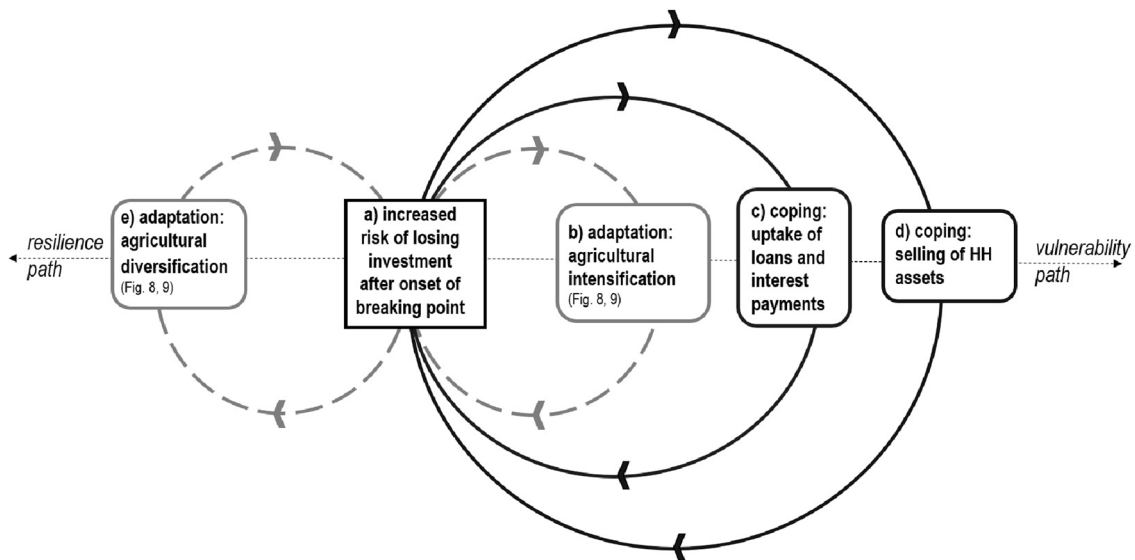 resilience
path
e) adaptation:
agricultural
diversification
(Fig. 8, 9)
a) increased
risk of losing
investment
after onset of
breaking point
b) adaptation:
agricultural
intensification
(Fig. 8, 9)
c) coping:
uptake of
loans and
interest
payments
d) coping:
selling of HH
assets
vulnerability
path